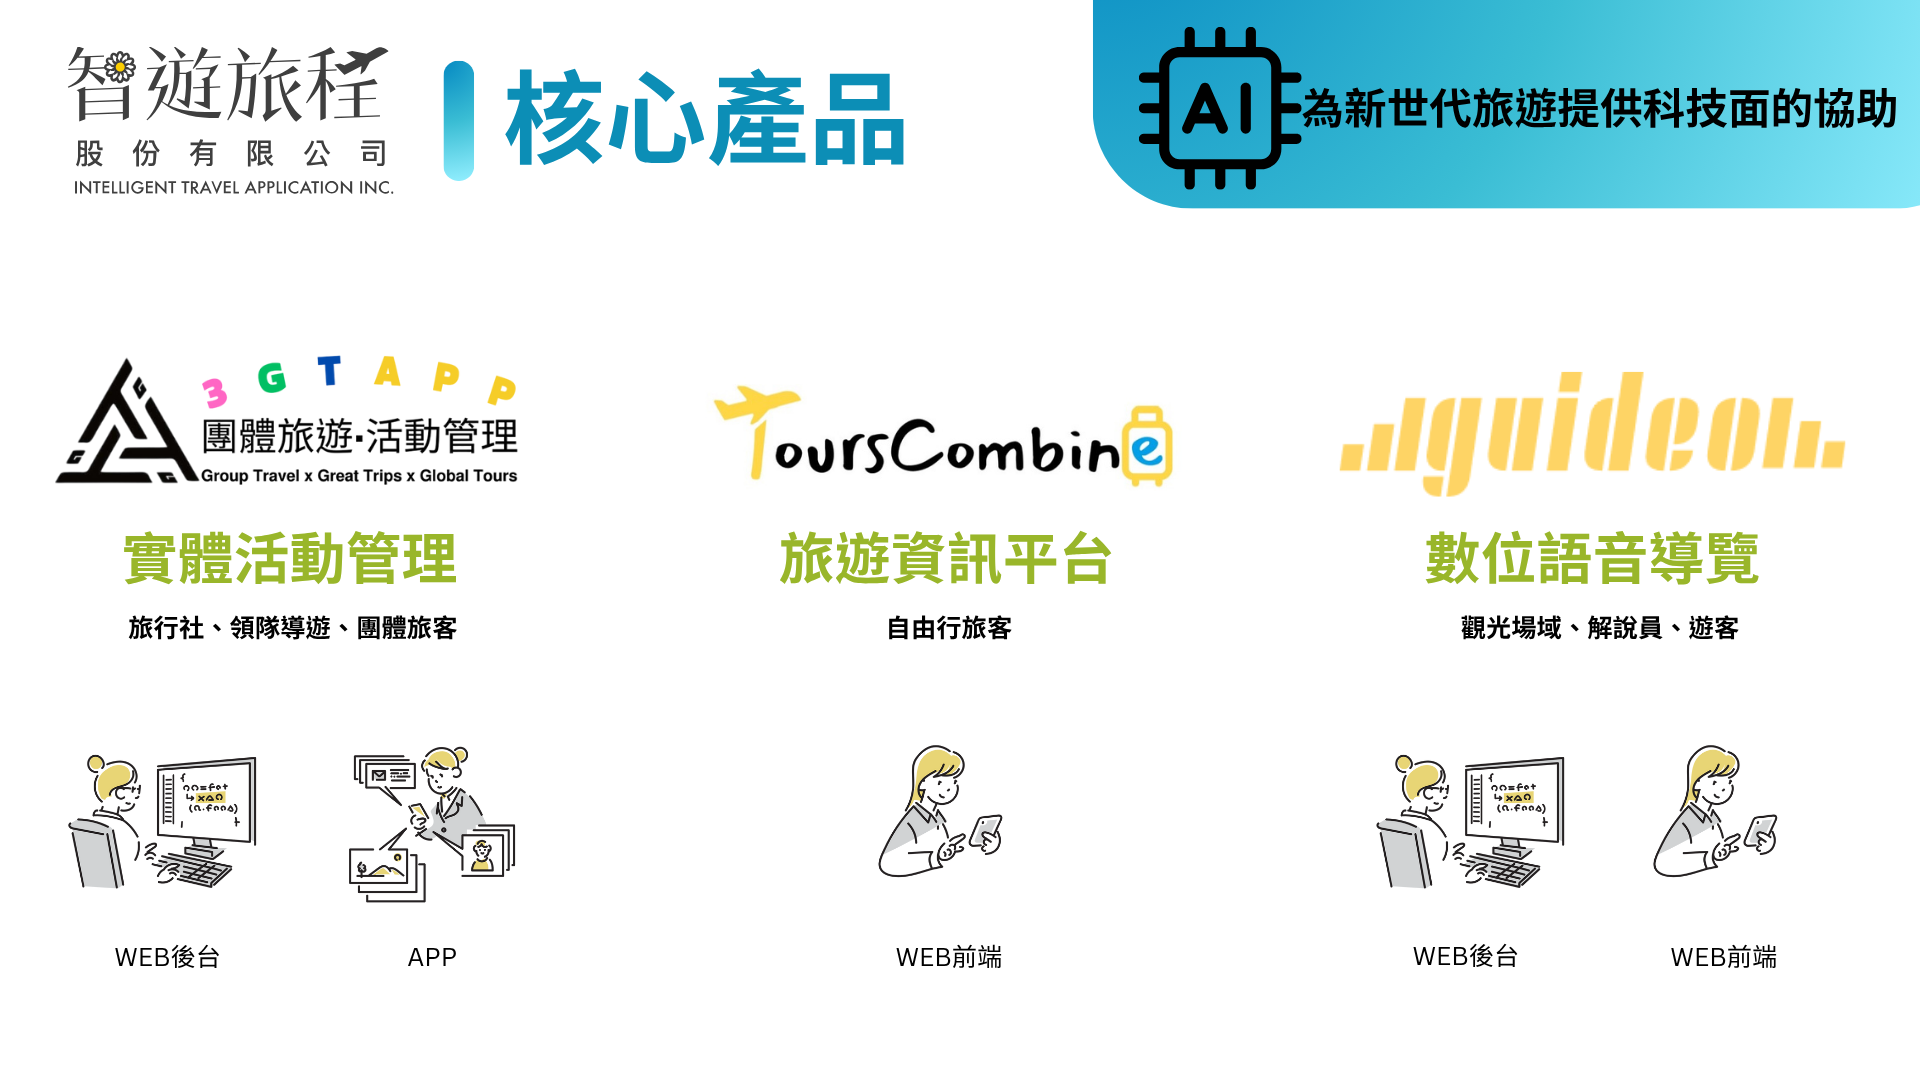 智遊旅程
股份有限公司
INTELLIGENT TRAVEL APPLICATION INC.
核心產品
AI
為新世代旅遊提供科技面的協助
3GTAPP
團體旅遊·活動管理
Group Travel x Great Trips x Global Tours
實體活動管理
旅行社、領隊導遊、團體旅客
WEB後台
APP
ToursCombine
旅遊資訊平台
自由行旅客
WEB前端
guideo
數位語音導覽
觀光場域、解說員、遊客
WEB後台
WEB前端